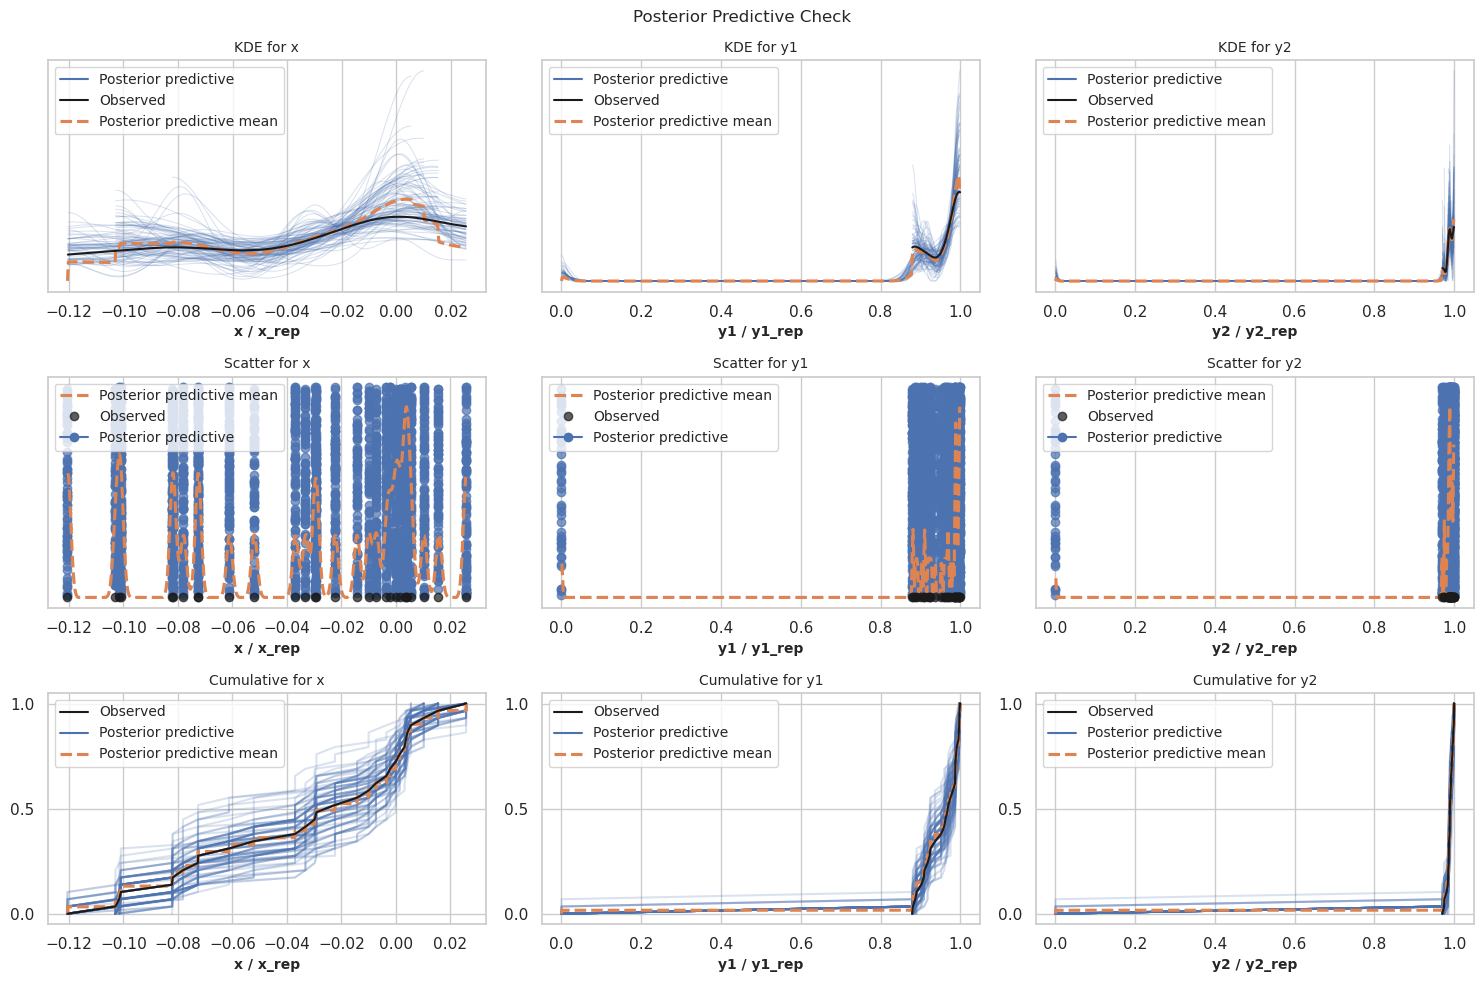 Posterior Predictive Check
KDE for x
Posterior predictive
Observed
Posterior predictive mean
−0.12 −0.10 −0.08 −0.06 −0.04 −0.02 0.00 0.02
x / x_rep
KDE for y1
Posterior predictive
Observed
Posterior predictive mean
0.0 0.2 0.4 0.6 0.8 1.0
y1 / y1_rep
KDE for y2
Posterior predictive
Observed
Posterior predictive mean
0.0 0.2 0.4 0.6 0.8 1.0
y2 / y2_rep
Scatter for x
Posterior predictive mean
Observed
Posterior predictive
−0.12 −0.10 −0.08 −0.06 −0.04 −0.02 0.00 0.02
x / x_rep
Scatter for y1
Posterior predictive mean
Observed
Posterior predictive
0.0 0.2 0.4 0.6 0.8 1.0
y1 / y1_rep
Scatter for y2
Posterior predictive mean
Observed
Posterior predictive
0.0 0.2 0.4 0.6 0.8 1.0
y2 / y2_rep
Cumulative for x
1.0
0.5
0.0
Observed
Posterior predictive
Posterior predictive mean
−0.12 −0.10 −0.08 −0.06 −0.04 −0.02 0.00 0.02
x / x_rep
Cumulative for y1
1.0
0.5
0.0
Observed
Posterior predictive
Posterior predictive mean
0.0 0.2 0.4 0.6 0.8 1.0
y1 / y1_rep
Cumulative for y2
1.0
0.5
0.0
Observed
Posterior predictive
Posterior predictive mean
0.0 0.2 0.4 0.6 0.8 1.0
y2 / y2_rep